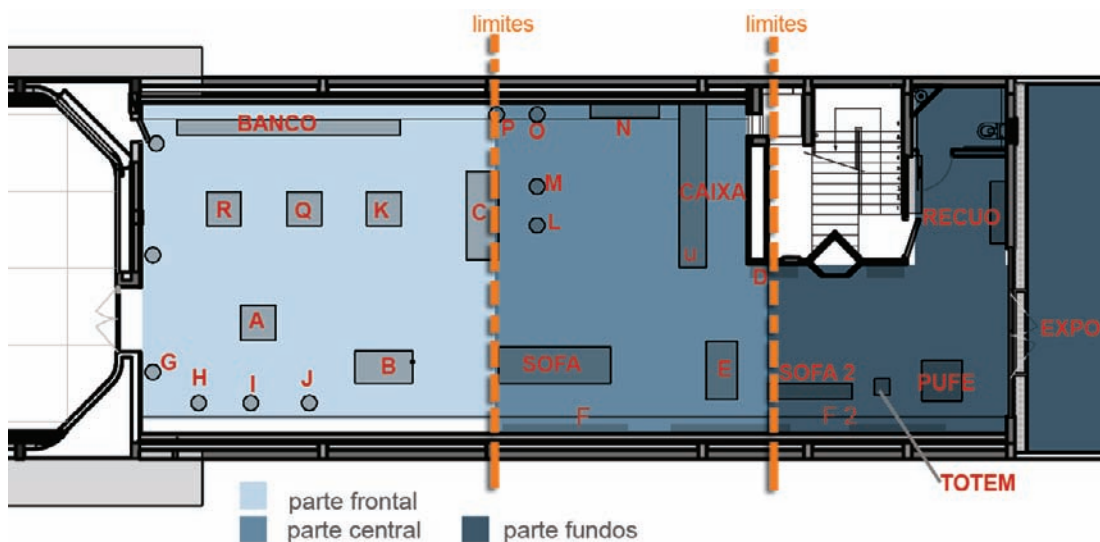 limites limites
BANCO
P O N
R Q K C M CAIXA RECUO
L
U
D
A EXPO
G B SOFA E SOFA 2 PUFE
H I J
F F 2
TOTEM
parte frontal
parte central parte fundos